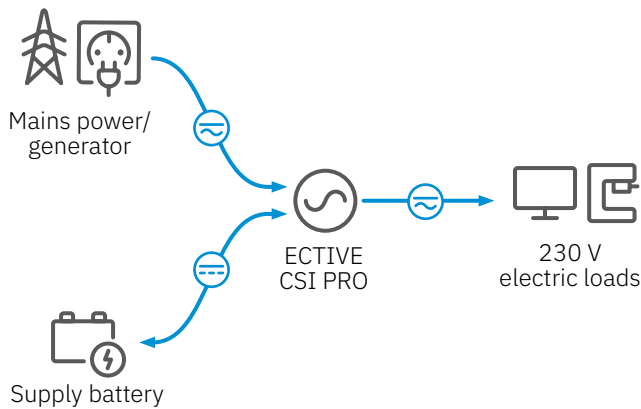 Mains power/
generator
ECTIVE
CSI PRO
230 V
electric loads
Supply battery